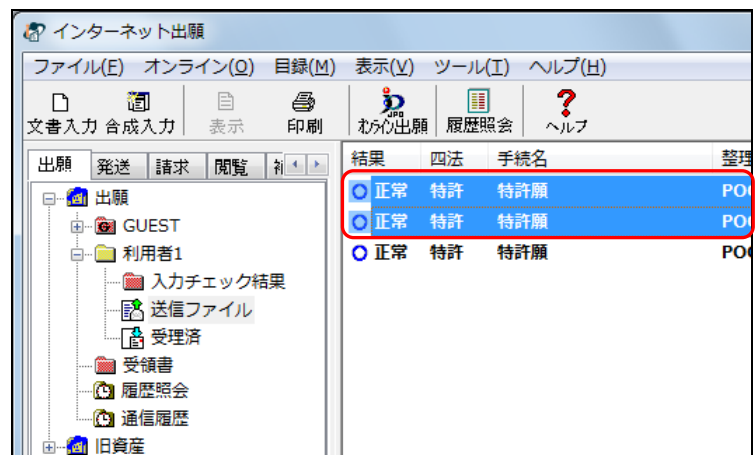 インターネット出願
ファイル(F) オンライン(O) 目録(M) 表示(V) ツール(T) ヘルプ(H)
文書入力 合成入力 表示 印刷 オンライン出願 履歴照会 ヘルプ
出願 発送 請求 閲覧
結果 四法 手続名 整理
正常 特許 特許願
正常 特許 特許願
正常 特許 特許願
出願
GUEST
利用者1
入力チェック結果
送信ファイル
受理済
受領書
履歴照会
通信履歴
旧資産